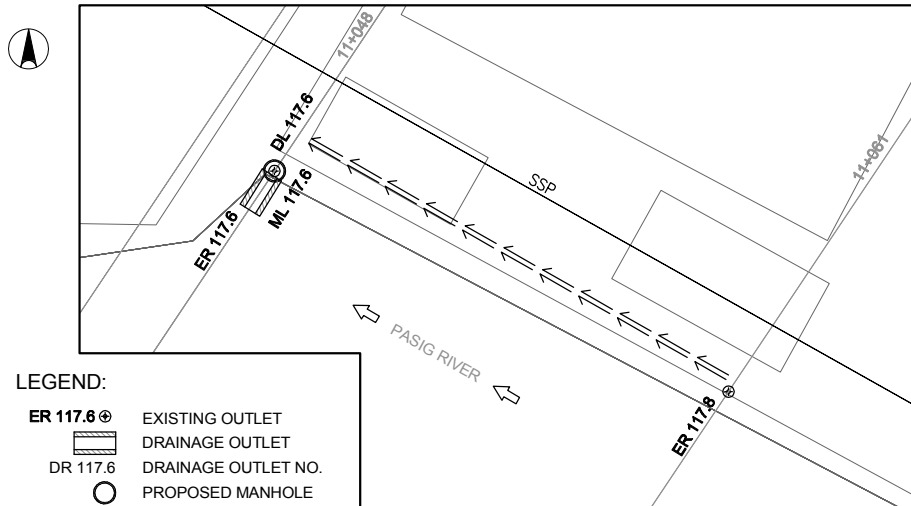 11+048
DL 117.6
ML 117.6
ER 117.6
SSP
11+061
PASIG RIVER
ER 117.8
LEGEND:
ER 117.6 EXISTING OUTLET
DRAINAGE OUTLET
DR 117.6 DRAINAGE OUTLET NO.
PROPOSED MANHOLE